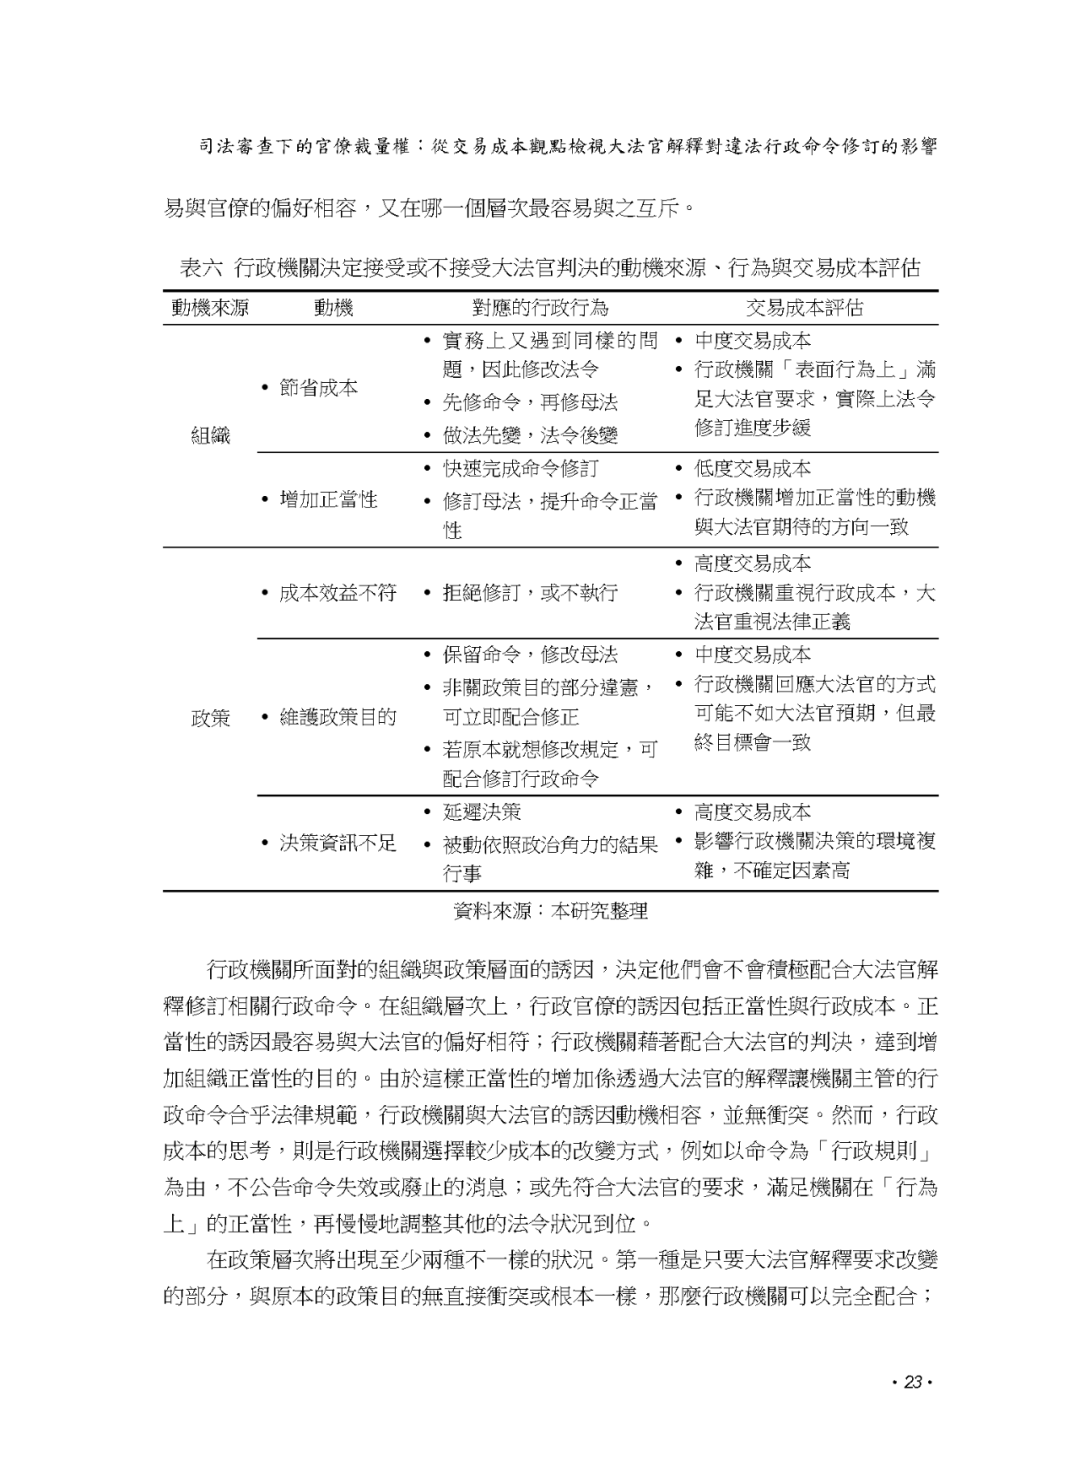 司法審查下的官僚裁量權：從交易成本觀點檢視大法官解釋對違法行政命令修訂的影響
易與官僚的偏好相容，又在哪一個層次最容易與之互斥。
表六 行政機關決定接受或不接受大法官判決的動機來源、行為與交易成本評估
動機來源 動機 對應的行政行為 交易成本評估
組織
• 節省成本
• 實務上又遇到同樣的問
題，因此修改法令
• 先修命令，再修母法
• 做法先變，法令後變
• 中度交易成本
• 行政機關「表面行為上」滿
足大法官要求，實際上法令
修訂進度步緩
• 增加正當性
• 快速完成命令修訂
• 修訂母法，提升命令正當
性
• 低度交易成本
• 行政機關增加正當性的動機
與大法官期待的方向一致
政策
• 成本效益不符
• 拒絕修訂，或不執行
• 高度交易成本
• 行政機關重視行政成本，大
法官重視法律正義
• 維護政策目的
• 保留命令，修改母法
• 非關政策目的部分違憲，
可立即配合修正
• 若原本就想修改規定，可
配合修訂行政命令
• 中度交易成本
• 行政機關回應大法官的方式
可能不如大法官預期，但最
終目標會一致
• 決策資訊不足
• 延遲決策
• 被動依照政治角力的結果
行事
• 高度交易成本
• 影響行政機關決策的環境複
雜，不確定因素高
資料來源：本研究整理
行政機關所面對的組織與政策層面的誘因，決定他們會不會積極配合大法官解
釋修訂相關行政命令。在組織層次上，行政官僚的誘因包括正當性與行政成本。正
當性的誘因最容易與大法官的偏好相符；行政機關藉著配合大法官的判決，達到增
加組織正當性的目的。由於這樣正當性的增加係透過大法官的解釋讓機關主管的行
政命令合乎法律規範，行政機關與大法官的誘因動機相容，並無衝突。然而，行政
成本的思考，則是行政機關選擇較少成本的改變方式，例如以命令為「行政規則」
為由，不公告命令失效或廢止的消息；或先符合大法官的要求，滿足機關在「行為
上」的正當性，再慢慢地調整其他的法令狀況到位。
在政策層次將出現至少兩種不一樣的狀況。第一種是只要大法官解釋要求改變
的部分，與原本的政策目的無直接衝突或根本一樣，那麼行政機關可以完全配合；
•23•